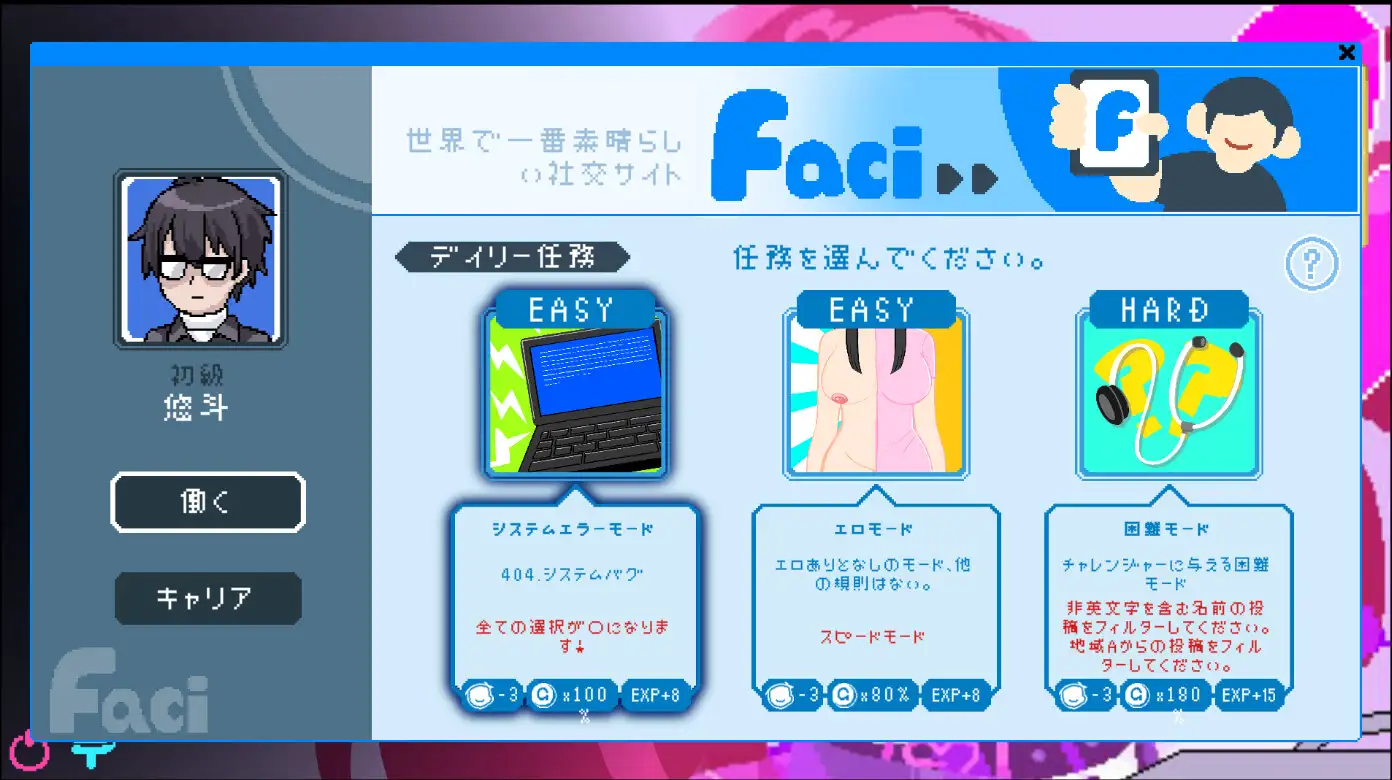 世界で一番素晴らし
い社交サイト
Faci
デイリー任務
任務を選んでください。
?
初級
悠斗
働く
キャリア
Faci
EASY
システムエラーモード
404.システムバグ
全ての選択が〇になりま
す!
-3
x100
%
EXP+8
EASY
エロモード
エロありとなしのモード、他
の規則はない。
スピードモード
-3
x80%
EXP+8
HARD
困難モード
チャレンジャーに与える困難
モード
非英文字を含む名前の投
稿をフィルターしてください。
地域Aからの投稿をフィル
ターしてください。
-3
x180
%
EXP+15